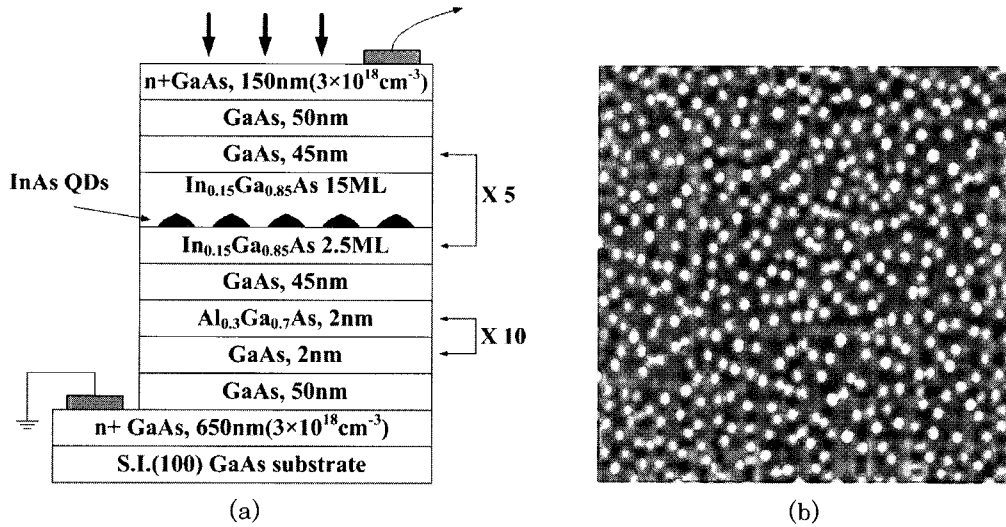 n+GaAs, 150nm(3×10¹⁸cm⁻³)
GaAs, 50nm
GaAs, 45nm
In₀.₁₅Ga₀.₈₅As 15ML
InAs QDs
X 5
In₀.₁₅Ga₀.₈₅As 2.5ML
GaAs, 45nm
Al₀.₃Ga₀.₇As, 2nm
X 10
GaAs, 2nm
GaAs, 50nm
n+ GaAs, 650nm(3×10¹⁸cm⁻³)
S.I.(100) GaAs substrate
(a)
(b)